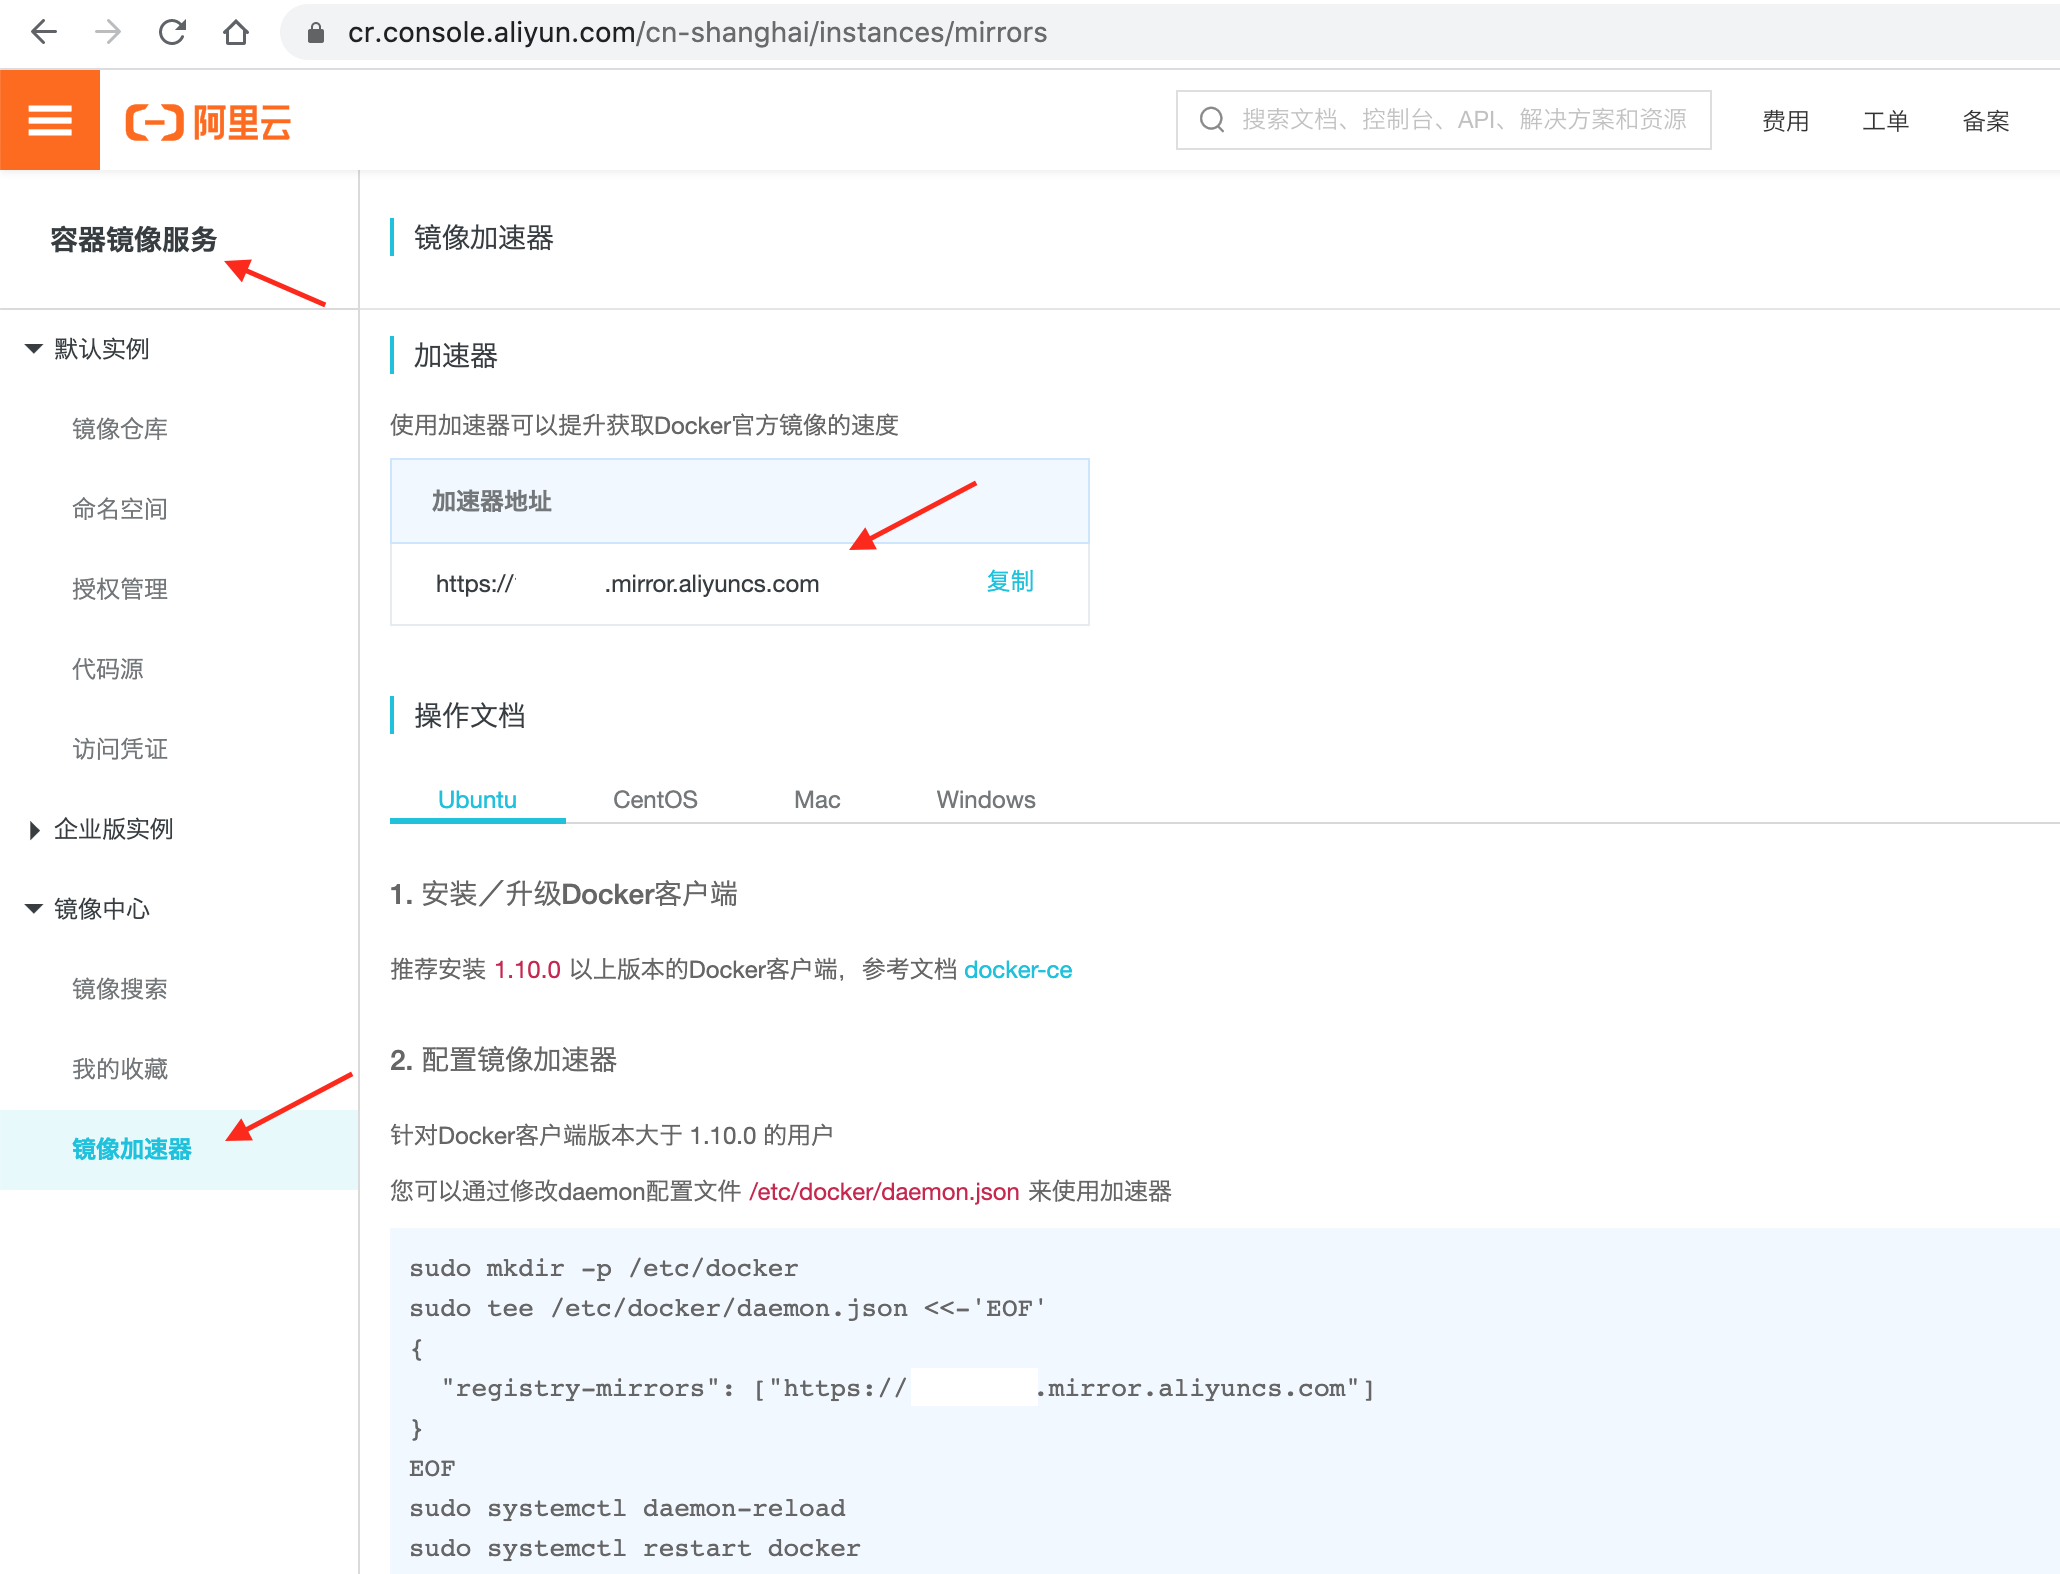 cr.console.aliyun.com/cn-shanghai/instances/mirrors
阿里云
搜索文档、控制台、API、解决方案和资源
费用
工单
备案
容器镜像服务
默认实例
镜像仓库
命名空间
授权管理
代码源
访问凭证
企业版实例
镜像中心
镜像搜索
我的收藏
镜像加速器
镜像加速器
加速器
使用加速器可以提升获取Docker官方镜像的速度
加速器地址
https:// .mirror.aliyuncs.com 复制
操作文档
Ubuntu CentOS Mac Windows
1. 安装／升级Docker客户端
推荐安装 1.10.0 以上版本的Docker客户端，参考文档 docker-ce
2. 配置镜像加速器
针对Docker客户端版本大于 1.10.0 的用户
您可以通过修改daemon配置文件 /etc/docker/daemon.json 来使用加速器
sudo mkdir -p /etc/docker
sudo tee /etc/docker/daemon.json <<-'EOF'
{
"registry-mirrors": ["https:// .mirror.aliyuncs.com"]
}
EOF
sudo systemctl daemon-reload
sudo systemctl restart docker